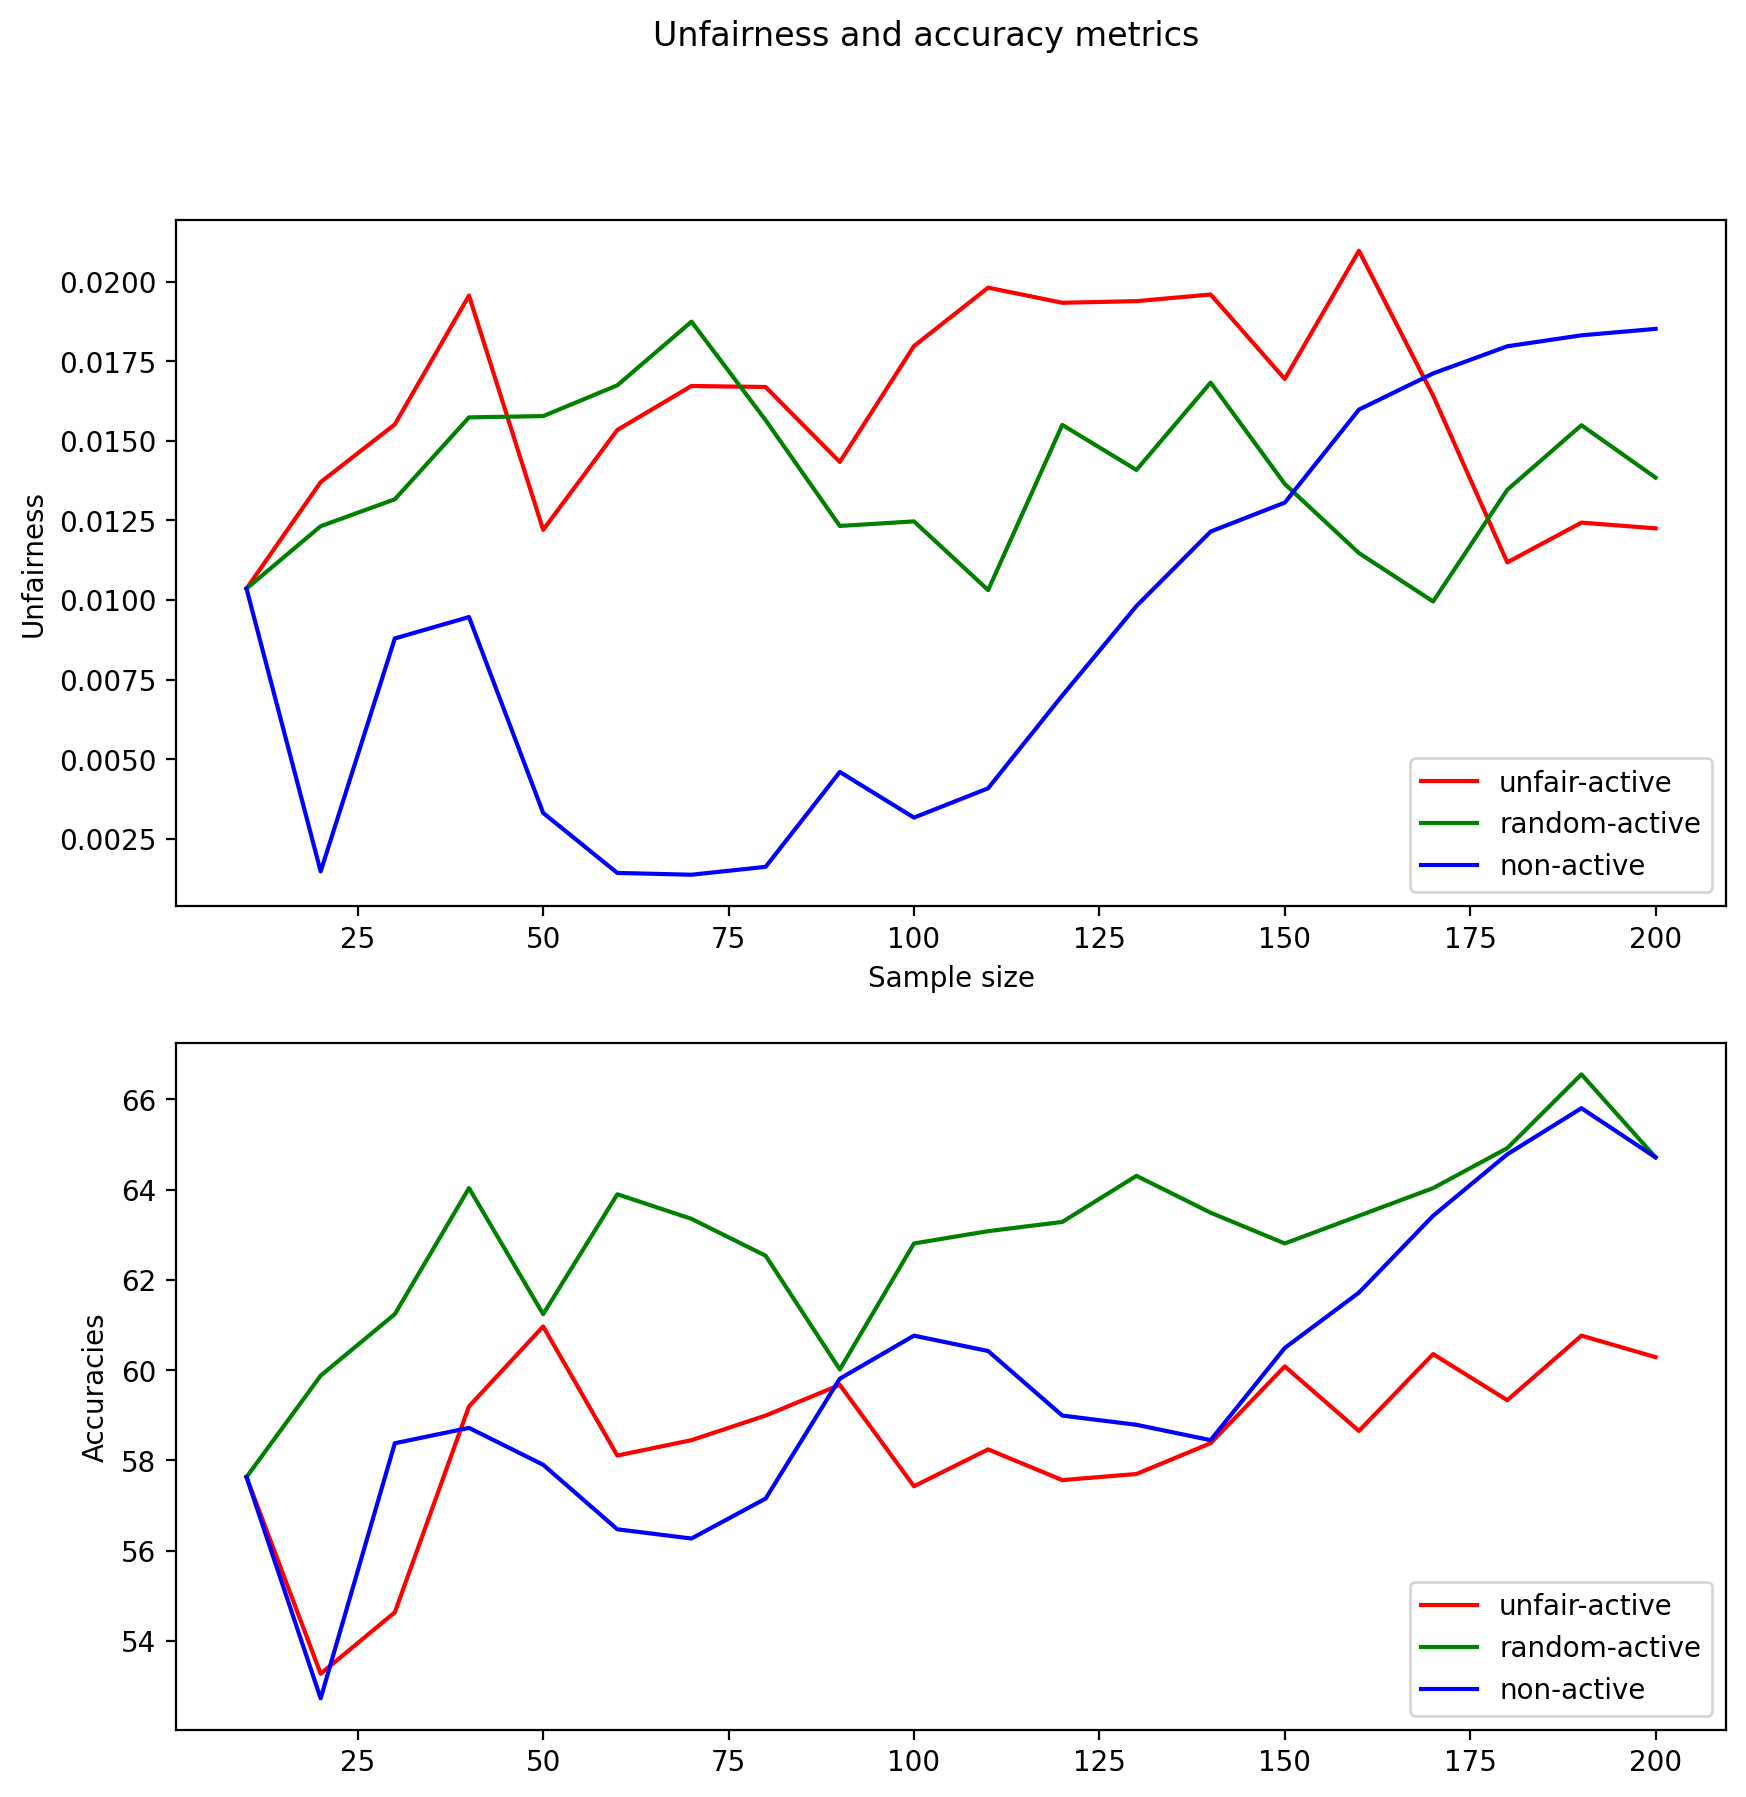 Unfairness and accuracy metrics
0.0200
0.0175
0.0150
0.0125
0.0100
0.0075
0.0050
0.0025
Unfairness
unfair-active
random-active
non-active
25 50 75 100 125 150 175 200
Sample size
66
64
62
60
58
56
54
Accuracies
unfair-active
random-active
non-active
25 50 75 100 125 150 175 200